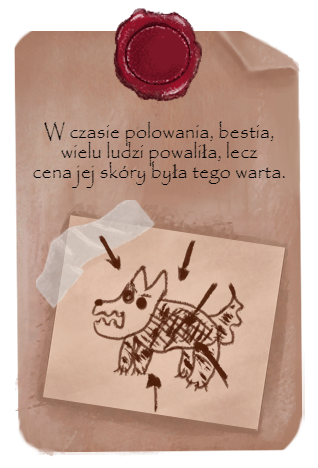 W czasie polowania, bestia,
wielu ludzi powaliła, lecz
cena jej skóry była tego warta.